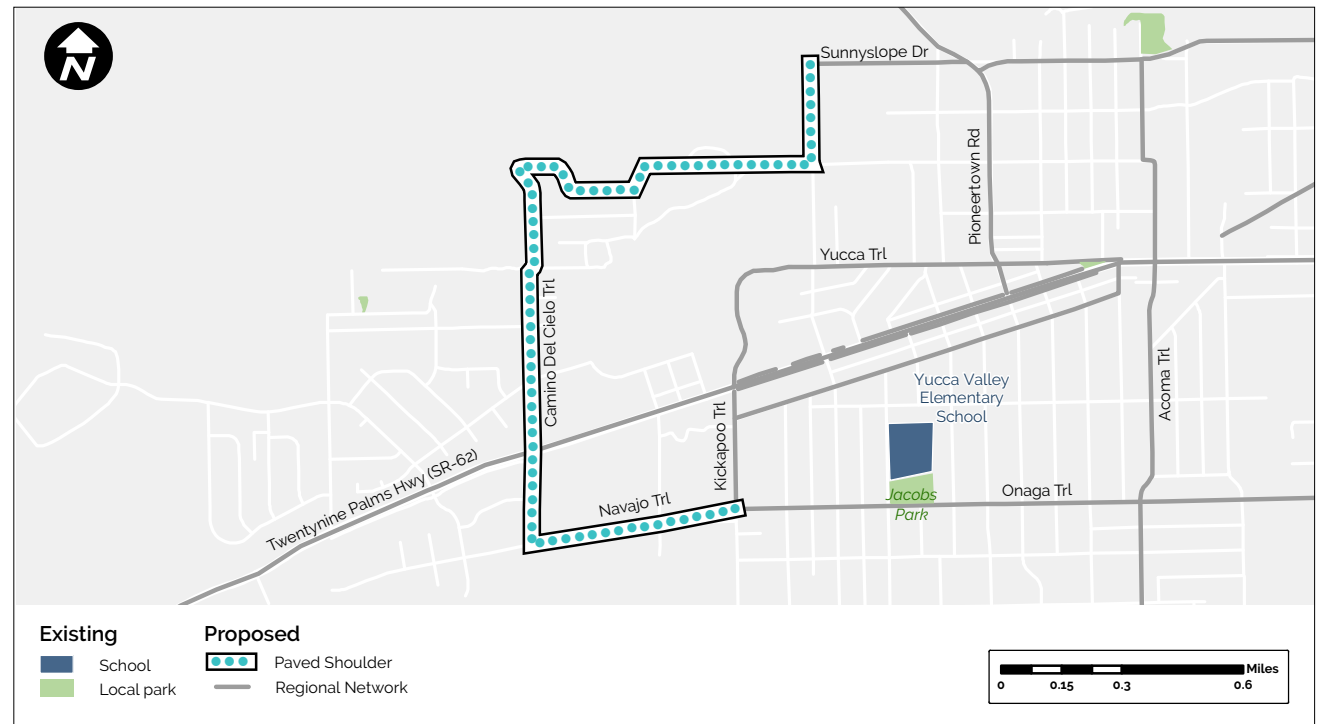 N
Sunnyslope Dr
Pioneertown Rd
Yucca Trl
Camino Del Cielo Trl
Yucca Valley
Elementary
School
Acoma Trl
Kickapoo Trl
Twentynine Palms Hwy (SR-62)
Navajo Trl
Onaga Trl
Jacobs
Park
Existing
School
Local park
Proposed
Paved Shoulder
Regional Network
Miles
0 0.15 0.3 0.6